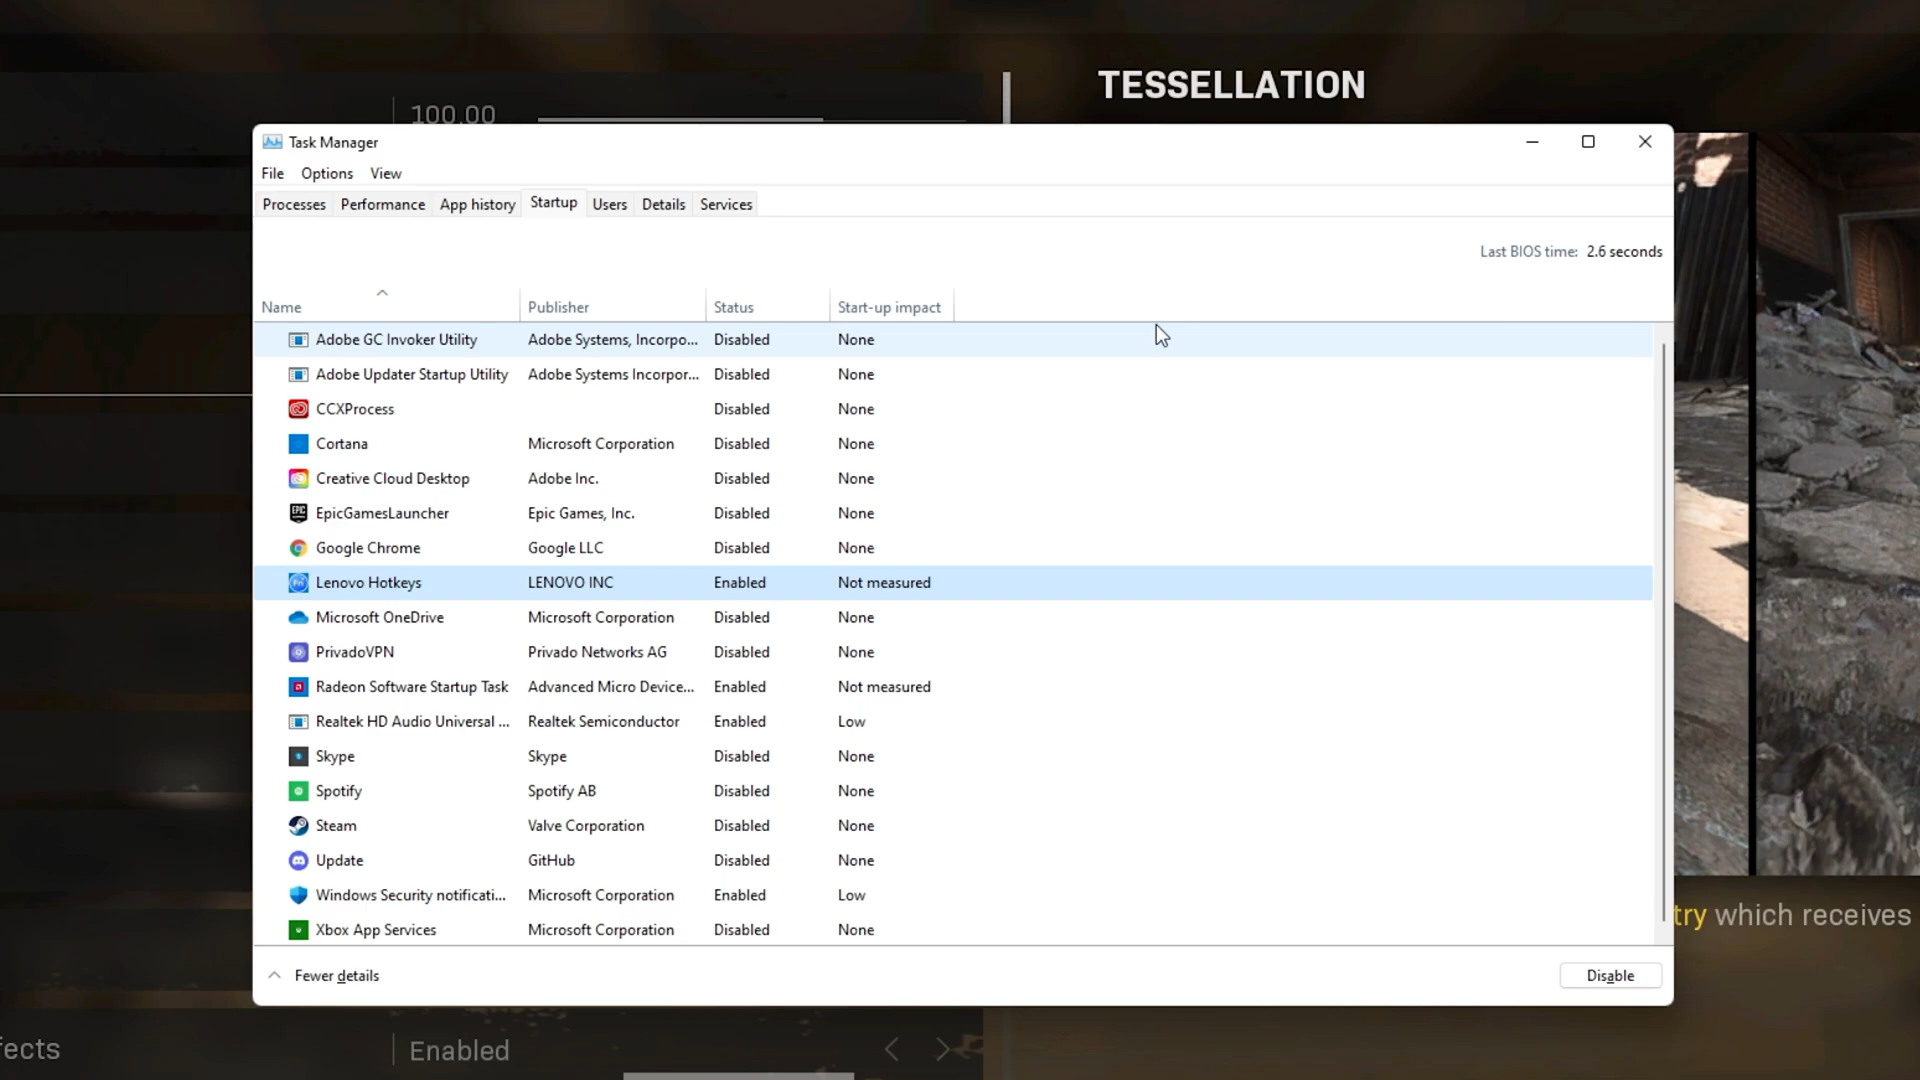 TESSELLATION
100.00
Task Manager
File Options View
Processes Performance App history Startup Users Details Services
Last BIOS time: 2.6 seconds
Name Publisher Status Start-up impact
Adobe GC Invoker Utility Adobe Systems, Incorpo... Disabled None
Adobe Updater Startup Utility Adobe Systems Incorpor... Disabled None
CCXProcess Disabled None
Cortana Microsoft Corporation Disabled None
Creative Cloud Desktop Adobe Inc. Disabled None
EPIC EpicGamesLauncher Epic Games, Inc. Disabled None
Google Chrome Google LLC Disabled None
Fn Lenovo Hotkeys LENOVO INC Enabled Not measured
Microsoft OneDrive Microsoft Corporation Disabled None
PrivadoVPN Privado Networks AG Disabled None
Radeon Software Startup Task Advanced Micro Device... Enabled Not measured
Realtek HD Audio Universal ... Realtek Semiconductor Enabled Low
Skype Skype Disabled None
Spotify Spotify AB Disabled None
Steam Valve Corporation Disabled None
Update GitHub Disabled None
Windows Security notificati... Microsoft Corporation Enabled Low
Xbox App Services Microsoft Corporation Disabled None
try which receives
Fewer details Disable
fects Enabled